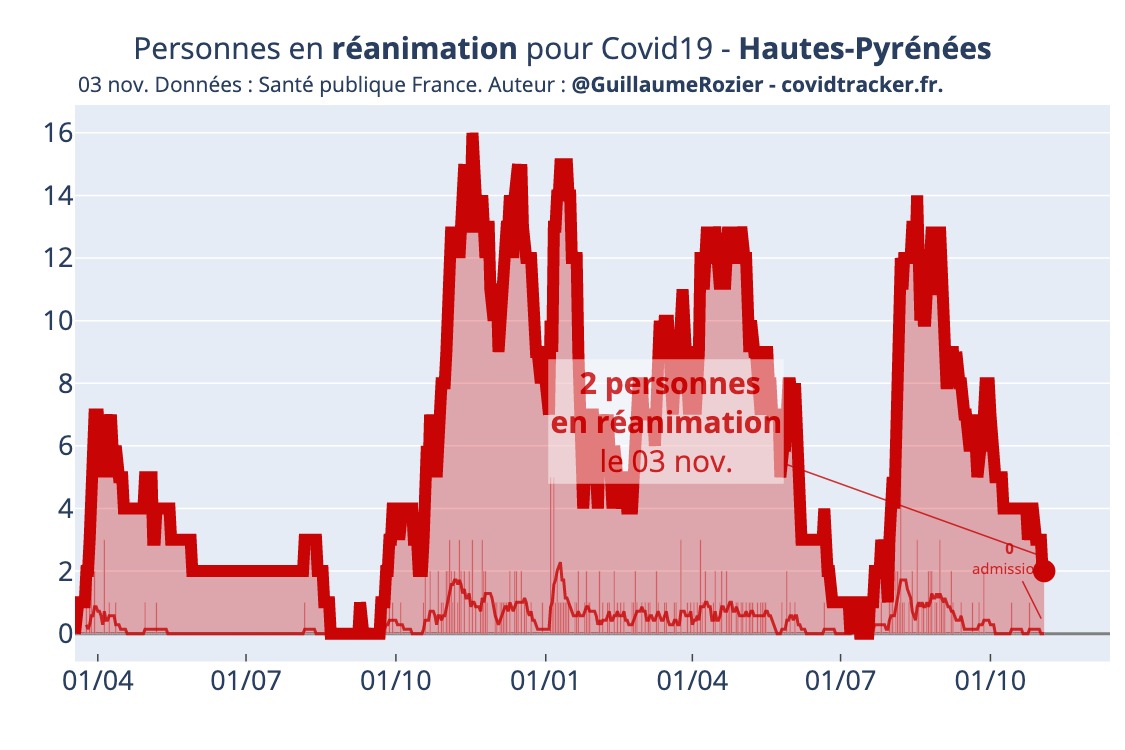 Personnes en réanimation pour Covid19 - Hautes-Pyrénées
03 nov. Données : Santé publique France. Auteur : @GuillaumeRozier - covidtracker.fr.
16
14
12
10
8
6
4
2
0
2 personnes
en réanimation
le 03 nov.
0
admissio
01/04 01/07 01/10 01/01 01/04 01/07 01/10